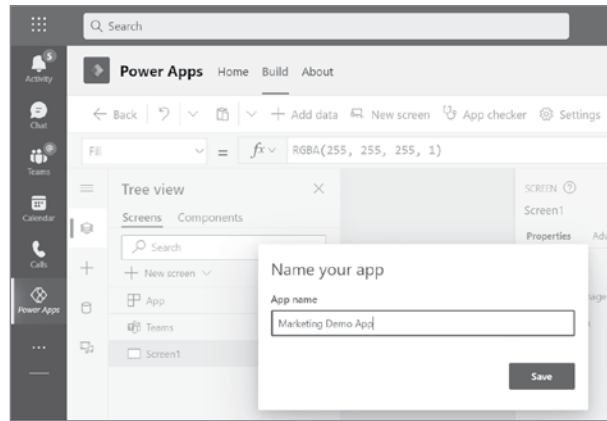 Search
5
Activity
Chat
Teams
Calendar
Calls
Power Apps
Power Apps Home Build About
Back + Add data New screen App checker Settings
Fill = fx RGBA(255, 255, 255, 1)
Tree view
Screens Components
Search
+ New screen
App
Teams
Screen1
SCREEN
Screen1
Properties
Name your app
App name
Marketing Demo App
Save